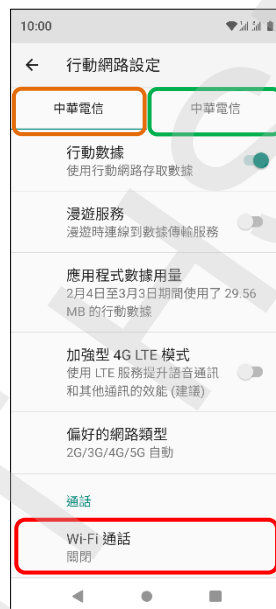 10:00
行動網路設定
中華電信 中華電信
行動數據
使用行動網路存取數據
漫遊服務
漫遊時連線到數據傳輸服務
應用程式數據用量
2月4日至3月3日期間使用了 29.56
MB 的行動數據
加強型 4G LTE 模式
使用 LTE 服務提升語音通訊
和其他通訊的效能 (建議)
偏好的網路類型
2G/3G/4G/5G 自動
通話
Wi-Fi 通話
關閉